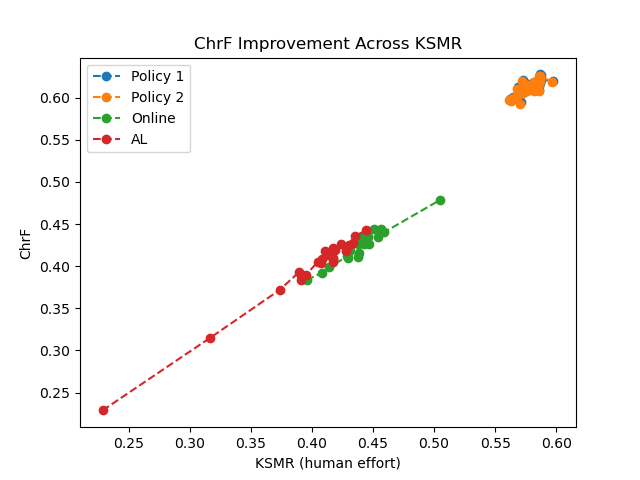 ChrF Improvement Across KSMR
Policy 1
Policy 2
Online
AL
ChrF
0.60
0.55
0.50
0.45
0.40
0.35
0.30
0.25
0.25 0.30 0.35 0.40 0.45 0.50 0.55 0.60
KSMR (human effort)